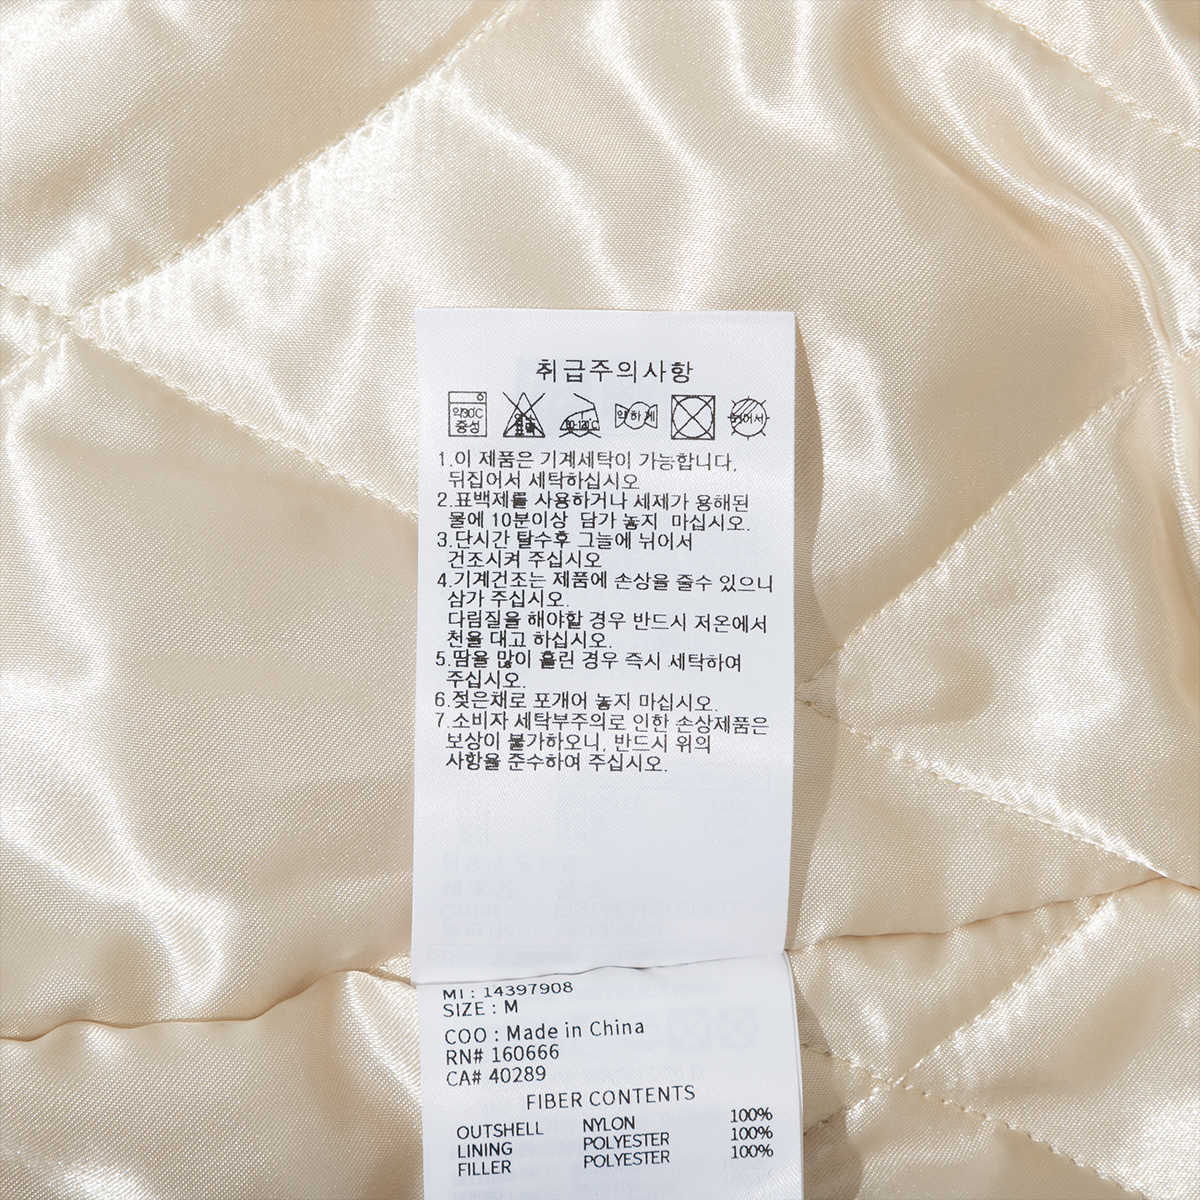 취급주의사항
약30℃
중성
염소
표백
80-120℃
약하게
뉘어서
1.이 제품은 기계세탁이 가능합니다,
뒤집어서 세탁하십시오
2.표백제를 사용하거나 세제가 용해된
물에 10분이상 담가 놓지 마십시오.
3.단시간 탈수후 그늘에 뉘어서
건조시켜 주십시오
4.기계건조는 제품에 손상을 줄수 있으니
삼가 주십시오.
다림질을 해야할 경우 반드시 저온에서
천을 대고 하십시오.
5.땀을 많이 흘린 경우 즉시 세탁하여
주십시오.
6.젖은채로 포개어 놓지 마십시오.
7.소비자 세탁부주의로 인한 손상제품은
보상이 불가하오니, 반드시 위의
사항을 준수하여 주십시오.
MI : 14397908
SIZE : M
COO : Made in China
RN# 160666
CA# 40289
FIBER CONTENTS
OUTSHELL NYLON 100%
LINING POLYESTER 100%
FILLER POLYESTER 100%